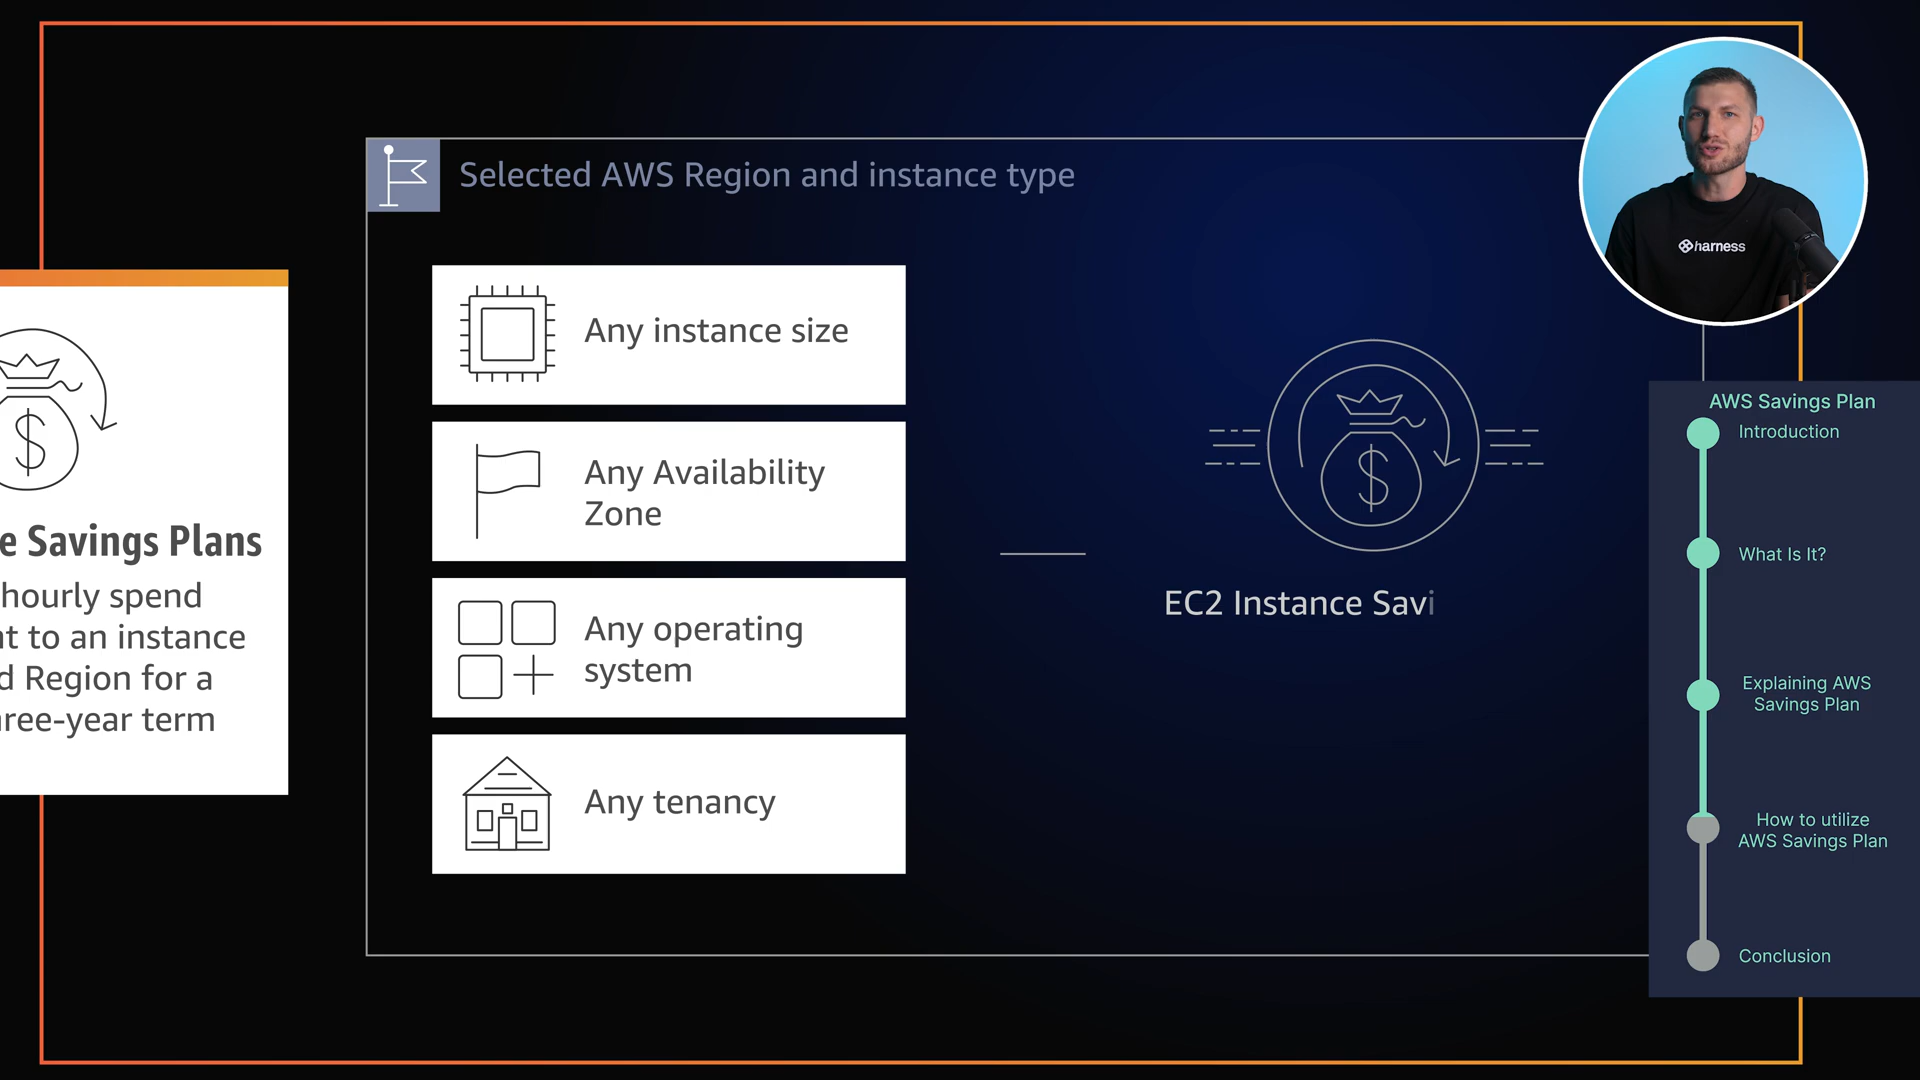 Selected AWS Region and instance type
Any instance size
Any Availability
Zone
Any operating
system
Any tenancy
e Savings Plans
hourly spend
nt to an instance
d Region for a
hree-year term
EC2 Instance Savi
harness
AWS Savings Plan
Introduction
What Is It?
Explaining AWS
Savings Plan
How to utilize
AWS Savings Plan
Conclusion